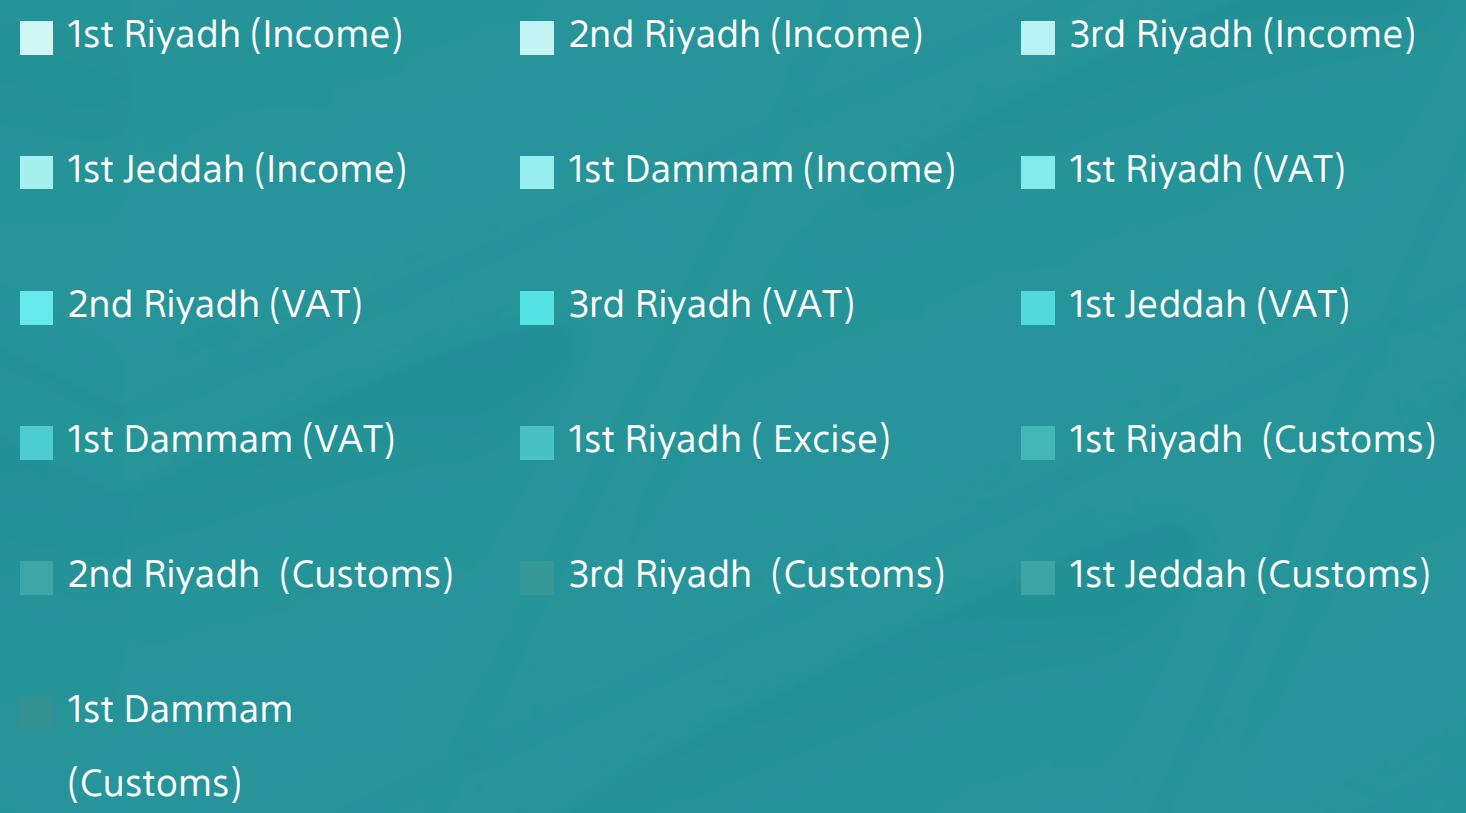 1st Riyadh (Income)
2nd Riyadh (Income)
3rd Riyadh (Income)
1st Jeddah (Income)
1st Dammam (Income)
1st Riyadh (VAT)
2nd Riyadh (VAT)
3rd Riyadh (VAT)
1st Jeddah (VAT)
1st Dammam (VAT)
1st Riyadh ( Excise)
1st Riyadh  (Customs)
2nd Riyadh  (Customs)
3rd Riyadh  (Customs)
1st Jeddah (Customs)
1st Dammam
(Customs)